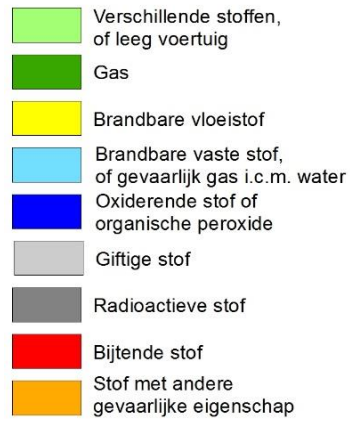 Verschillende stoffen,
of leeg voertuig
Gas
Brandbare vloeistof
Brandbare vaste stof,
of gevaarlijk gas i.c.m. water
Oxiderende stof of
organische peroxide
Giftige stof
Radioactieve stof
Bijtende stof
Stof met andere
gevaarlijke eigenschap